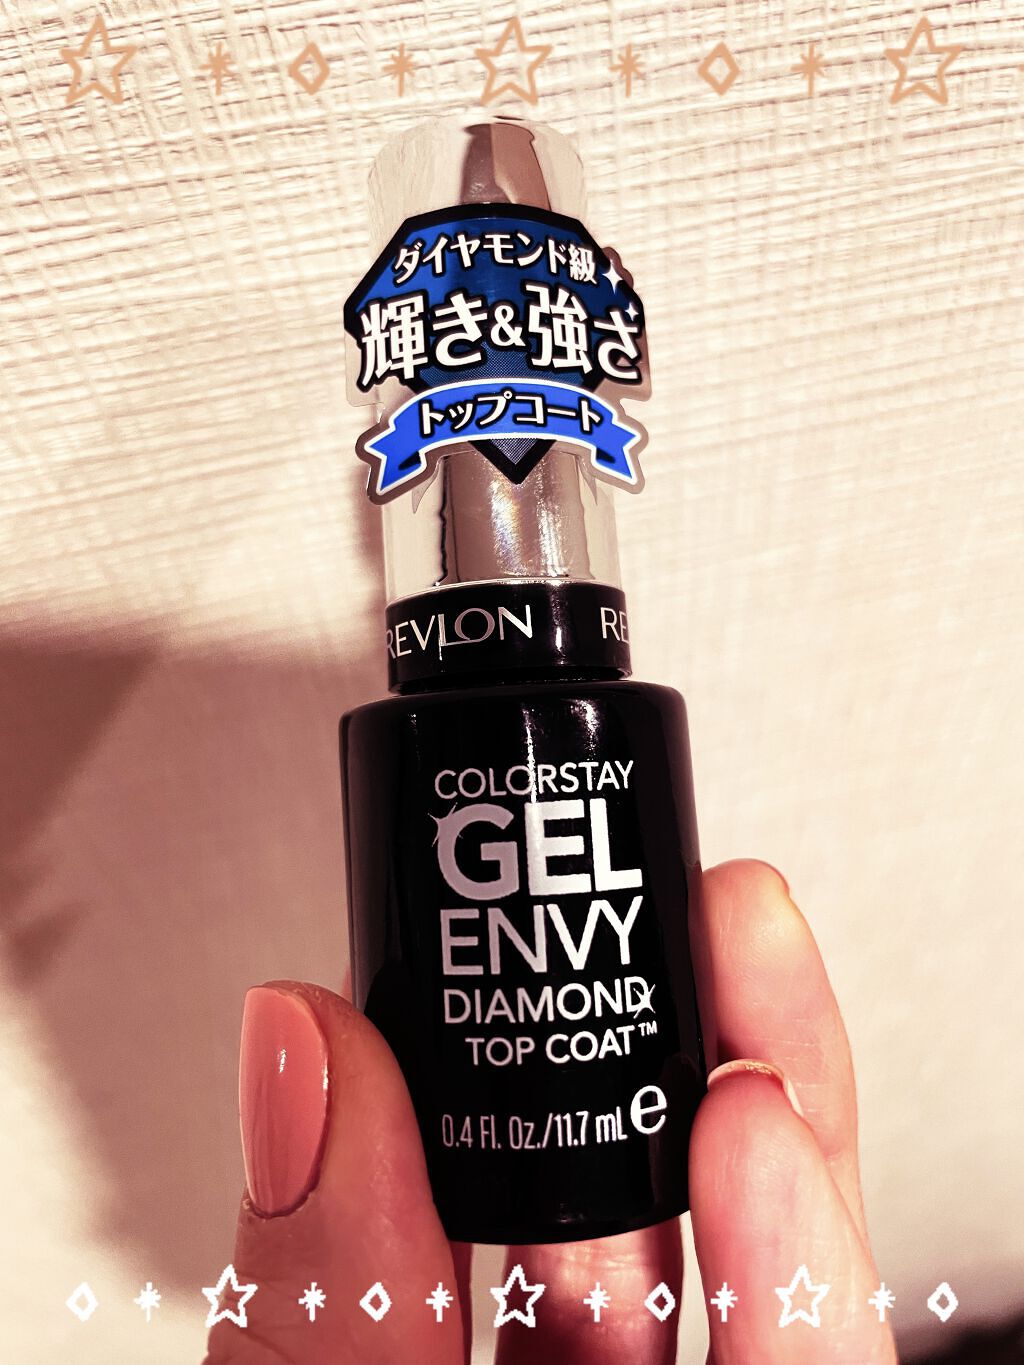 ダイヤモンド級
輝き&強さ
トップコート
REVLON RE
COLORSTAY
GEL
ENVY
DIAMOND
TOP COAT™
0.4 Fl. Oz./11.7 mL e